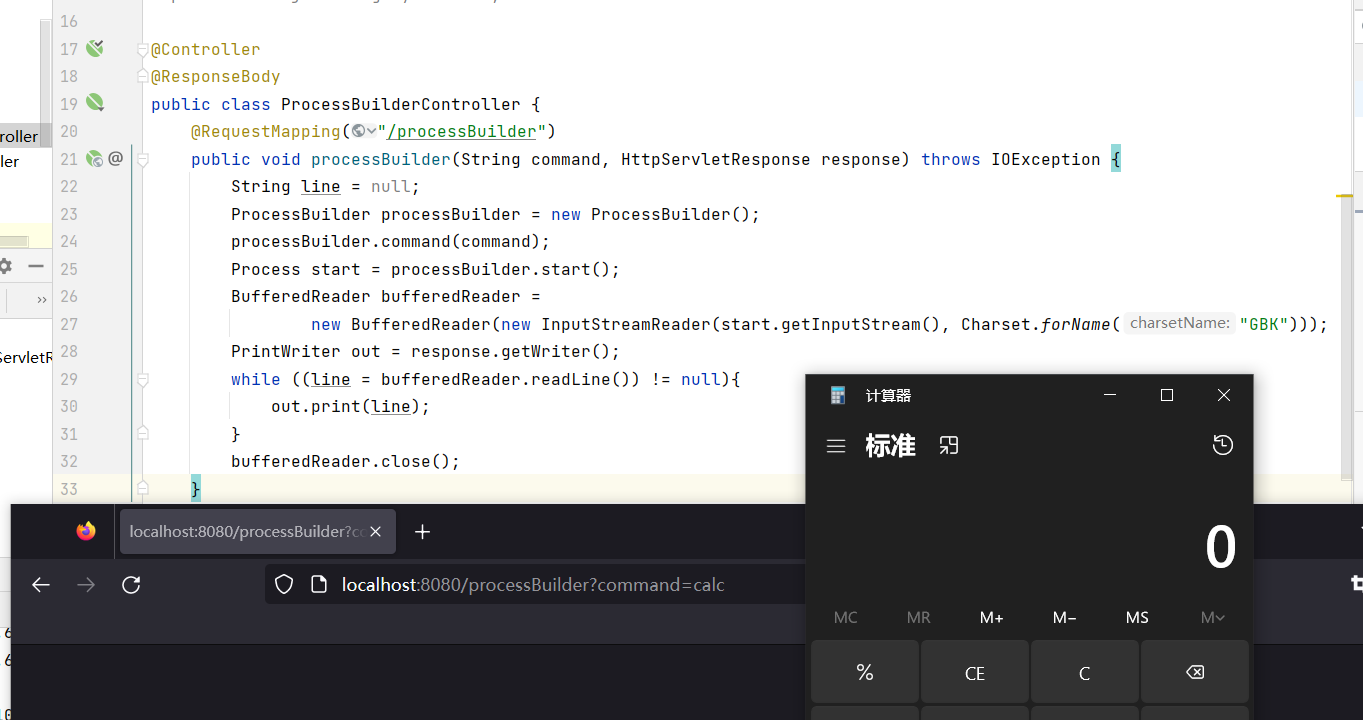 16
17 @Controller
18 @ResponseBody
19 public class ProcessBuilderController {
20 @RequestMapping("/processBuilder")
21 @ public void processBuilder(String command, HttpServletResponse response) throws IOException {
22 String line = null;
23 ProcessBuilder processBuilder = new ProcessBuilder();
24 processBuilder.command(command);
25 Process start = processBuilder.start();
26 BufferedReader bufferedReader =
27 new BufferedReader(new InputStreamReader(start.getInputStream(), Charset.forName( charsetName: "GBK")));
28 PrintWriter out = response.getWriter();
29 while ((line = bufferedReader.readLine()) != null){
30 out.print(line);
31 }
32 bufferedReader.close();
33 }
roller
ler
ServletR
计算器
标准
0
MC MR M+ M− MS M
% CE C
localhost:8080/processBuilder?co
localhost:8080/processBuilder?command=calc